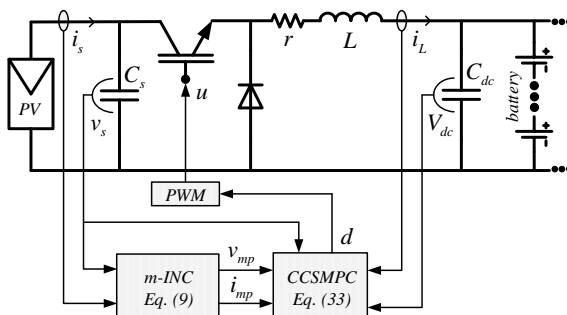 i_s
r
L
i_L
PV
C_s
v_s
u
C_dc
V_dc
battery
+
+
PWM
d
m-INC
Eq. (9)
v_mp
i_mp
CCSMPC
Eq. (33)